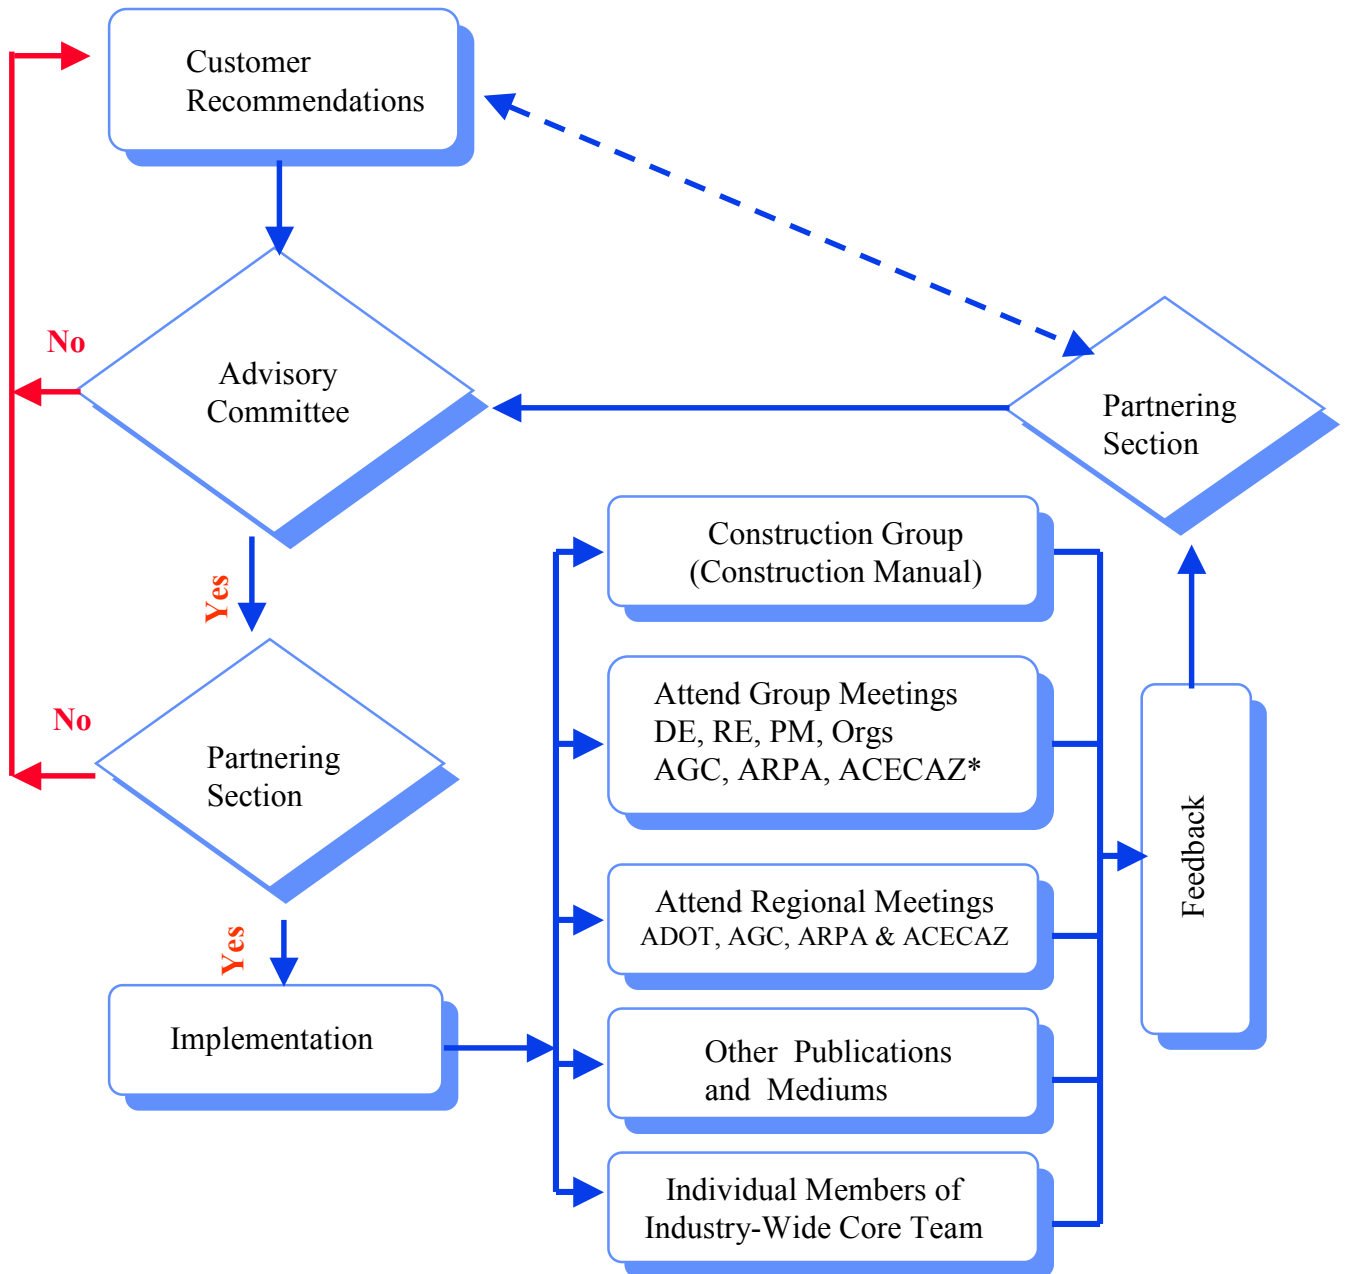 Customer
Recommendations
No
Advisory
Committee
Partnering
Section
Yes
Construction Group
(Construction Manual)
No
Partnering
Section
Attend Group Meetings
DE, RE, PM, Orgs
AGC, ARPA, ACECAZ*
Feedback
Attend Regional Meetings
ADOT, AGC, ARPA & ACECAZ
Yes
Implementation
Other Publications
and Mediums
Individual Members of
Industry-Wide Core Team